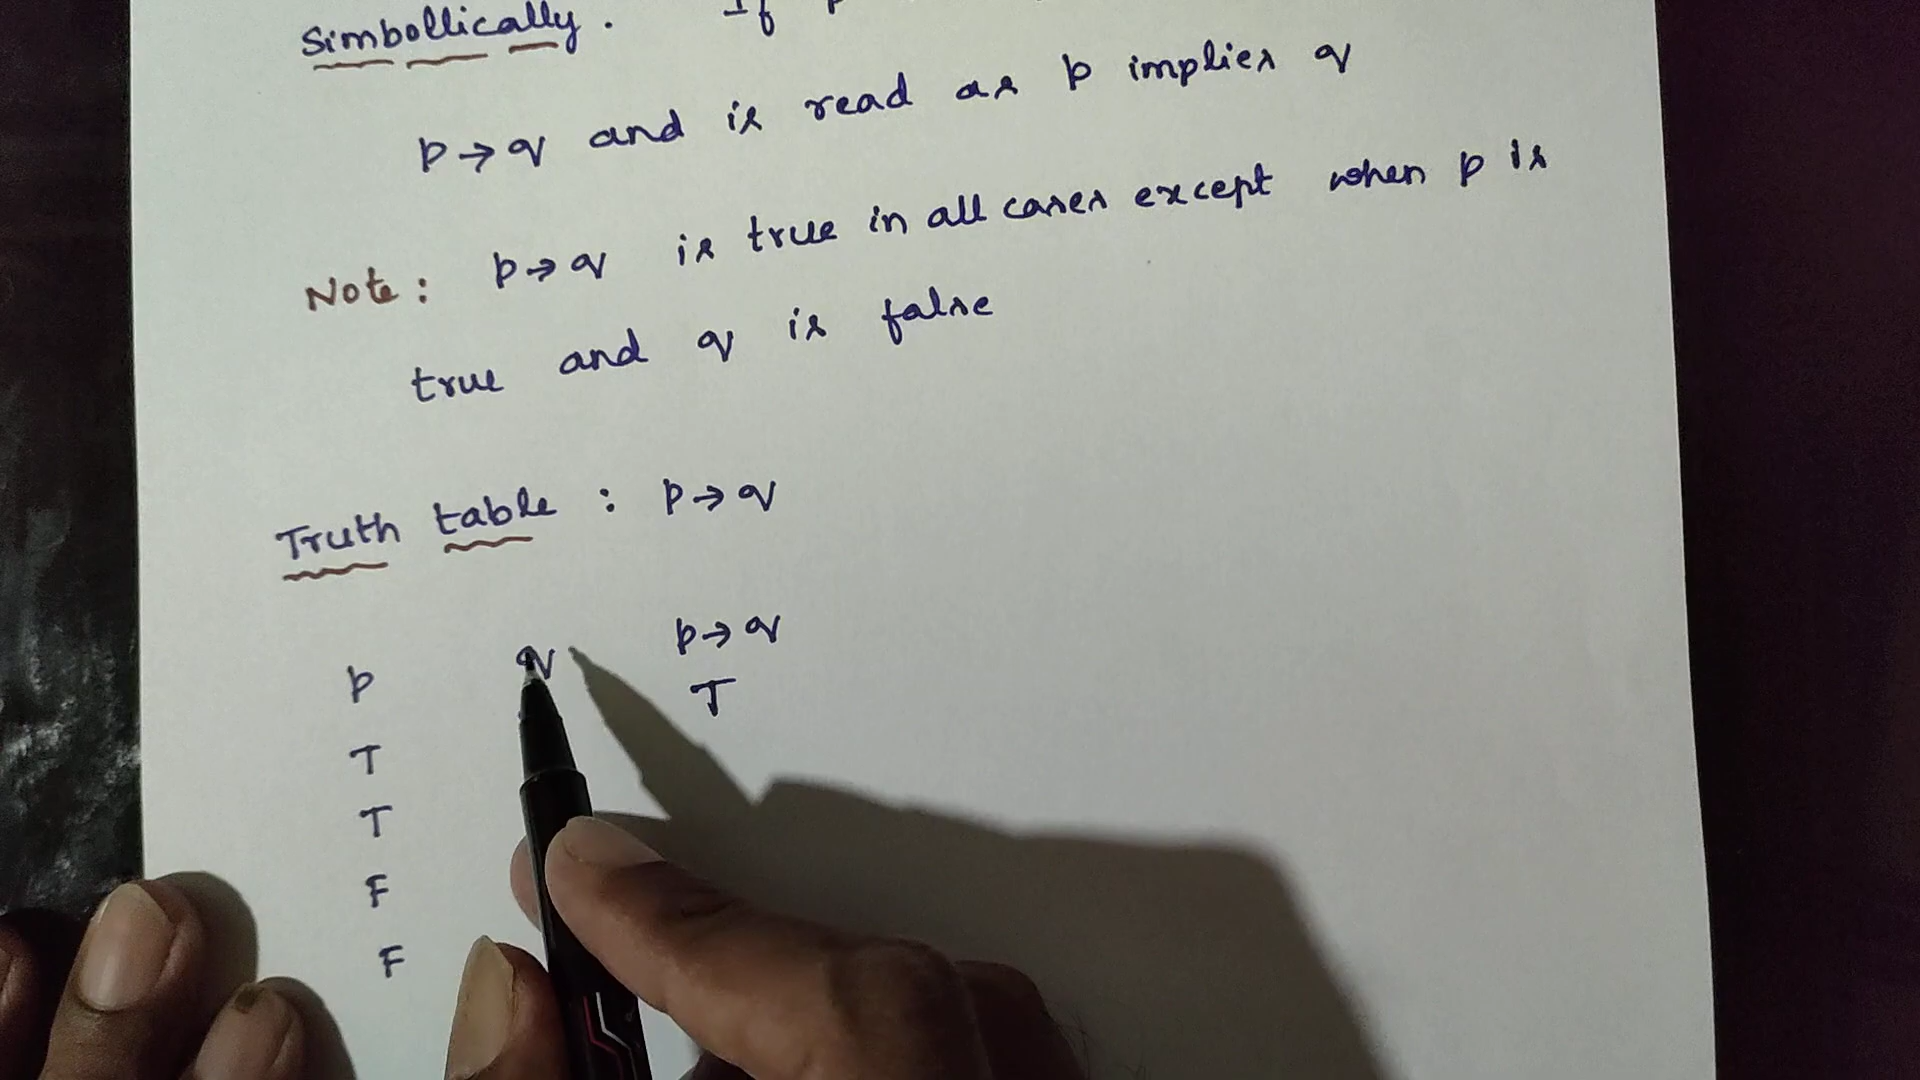 Simbollically. If p
p → q and is read as p implies q
Note: p → q is true in all cases except when p is
true and q is false
Truth table : p → q
p q p → q
T T
T
F
F